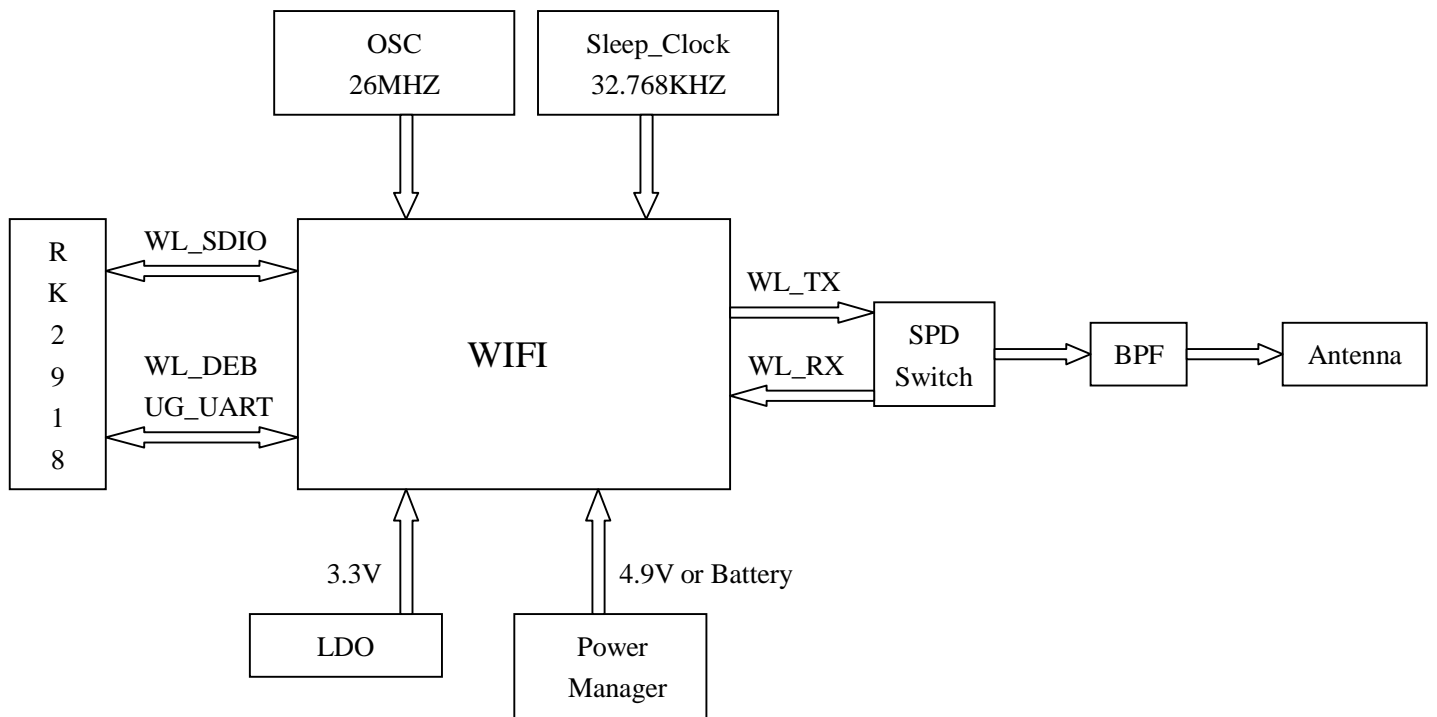 OSC
26MHZ
Sleep_Clock
32.768KHZ
R
K
2
9
1
8
WL_SDIO
WL_DEB
UG_UART
WIFI
WL_TX
WL_RX
SPD
Switch
BPF
Antenna
3.3V
4.9V or Battery
LDO
Power
Manager